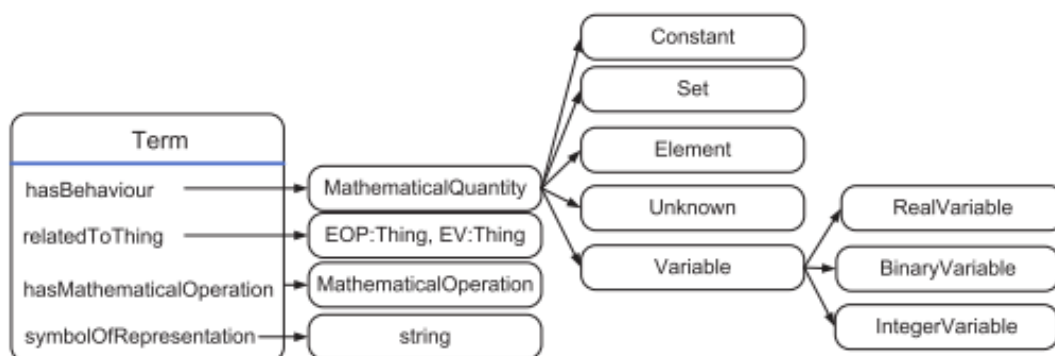 Term
hasBehaviour
relatedToThing
hasMathematicalOperation
symbolOfRepresentation
MathematicalQuantity
EOP:Thing, EV:Thing
MathematicalOperation
string
Constant
Set
Element
Unknown
Variable
RealVariable
BinaryVariable
IntegerVariable